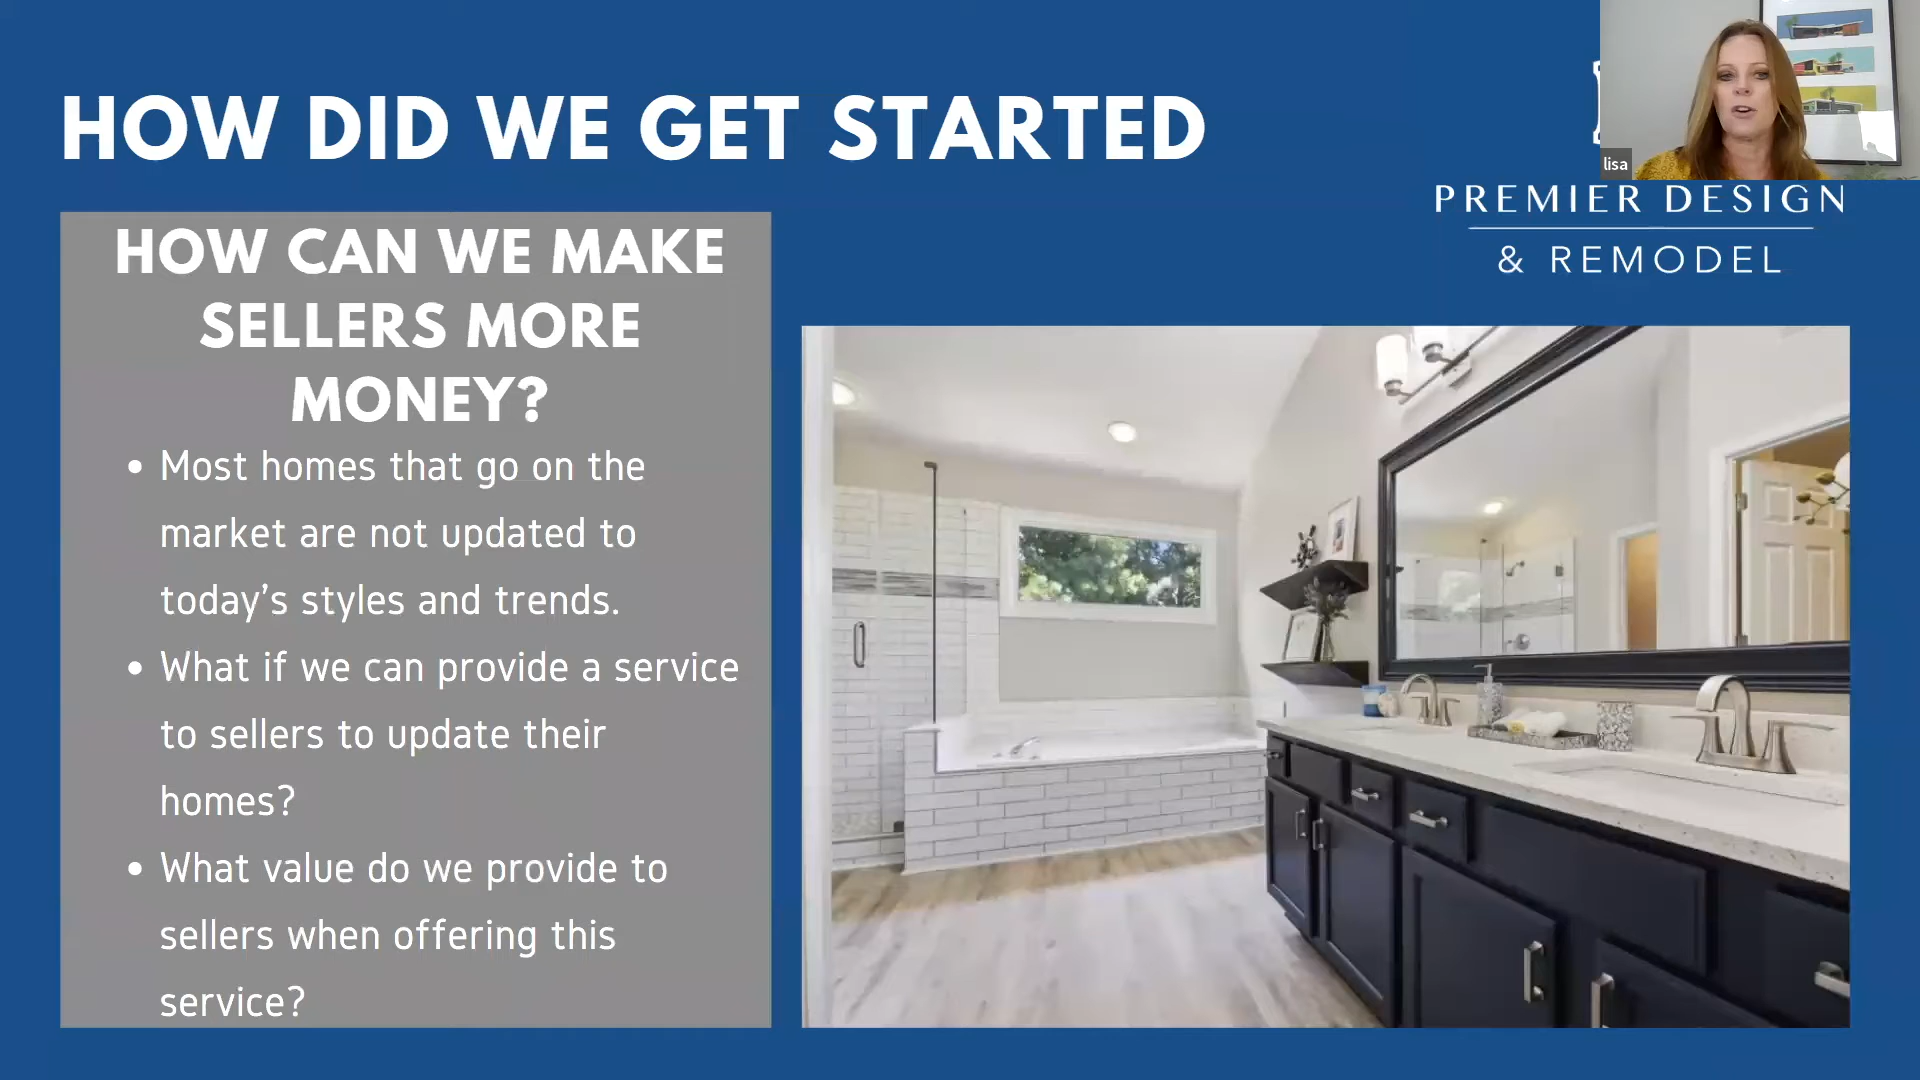 HOW DID WE GET STARTED
lisa
PREMIER DESIGN
& REMODEL
HOW CAN WE MAKE
SELLERS MORE
MONEY?
• Most homes that go on the
market are not updated to
today’s styles and trends.
• What if we can provide a service
to sellers to update their
homes?
• What value do we provide to
sellers when offering this
service?